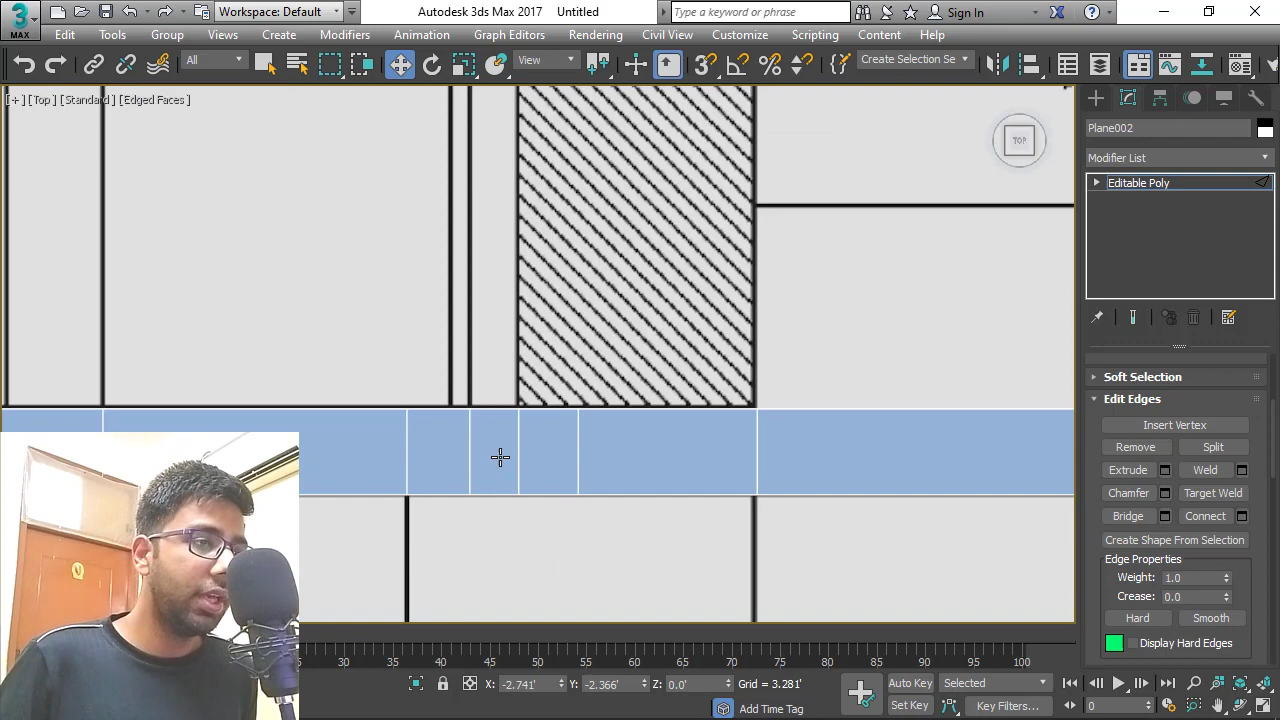 3
MAX
Workspace: Default
Autodesk 3ds Max 2017 Untitled
Type a keyword or phrase
Sign In
Edit Tools Group Views Create Modifiers Animation Graph Editors Rendering Civil View Customize Scripting Content Help
All
View
Create Selection Se
[+] [Top] [Standard] [Edged Faces]
TOP
Plane002
Modifier List
Editable Poly
Soft Selection
Edit Edges
Insert Vertex
Remove Split
Extrude Weld
Chamfer Target Weld
Bridge Connect
Create Shape From Selection
Edge Properties
Weight: 1.0
Crease: 0.0
Hard Smooth
Display Hard Edges
30 35 40 45 50 55 60 65 70 75 80 85 90 95 100
X: -2.741' Y: -2.366' Z: 0.0' Grid = 3.281'
Add Time Tag
Auto Key Selected
Set Key Key Filters...
0